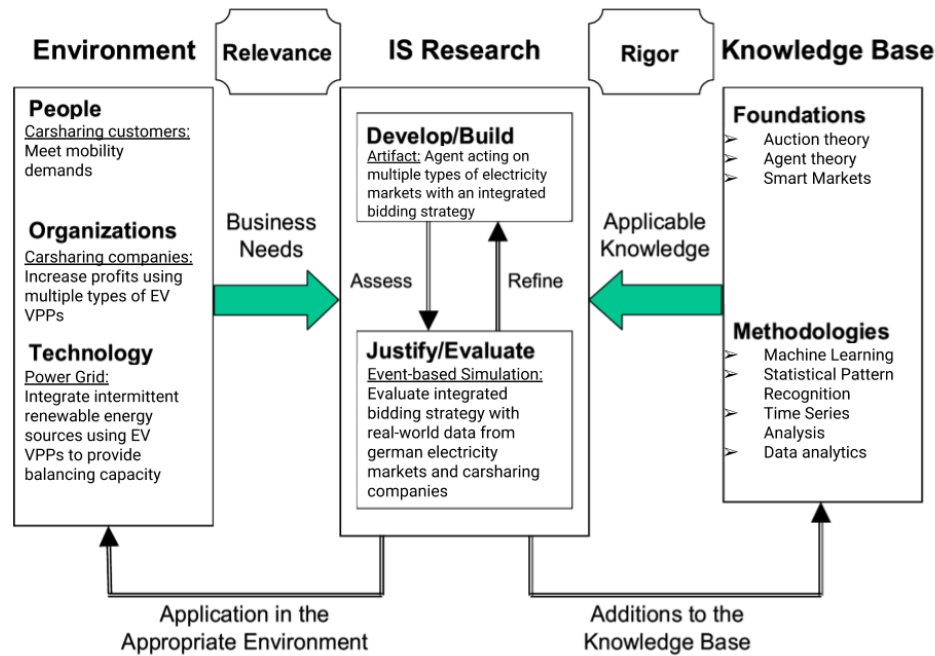 Environment
Relevance
IS Research
Rigor
Knowledge Base
People
Carsharing customers:
Meet mobility
demands
Organizations
Carsharing companies:
Increase profits using
multiple types of EV
VPPs
Technology
Power Grid:
Integrate intermittent
renewable energy
sources using EV
VPPs to provide
balancing capacity
Business
Needs
Develop/Build
Artifact: Agent acting on
multiple types of electricity
markets with an integrated
bidding strategy
Assess
Refine
Justify/Evaluate
Event-based Simulation:
Evaluate integrated
bidding strategy with
real-world data from
german electricity
markets and carsharing
companies
Applicable
Knowledge
Foundations
➢ Auction theory
➢ Agent theory
➢ Smart Markets
Methodologies
➢ Machine Learning
➢ Statistical Pattern
Recognition
➢ Time Series
Analysis
➢ Data analytics
Application in the
Appropriate Environment
Additions to the
Knowledge Base